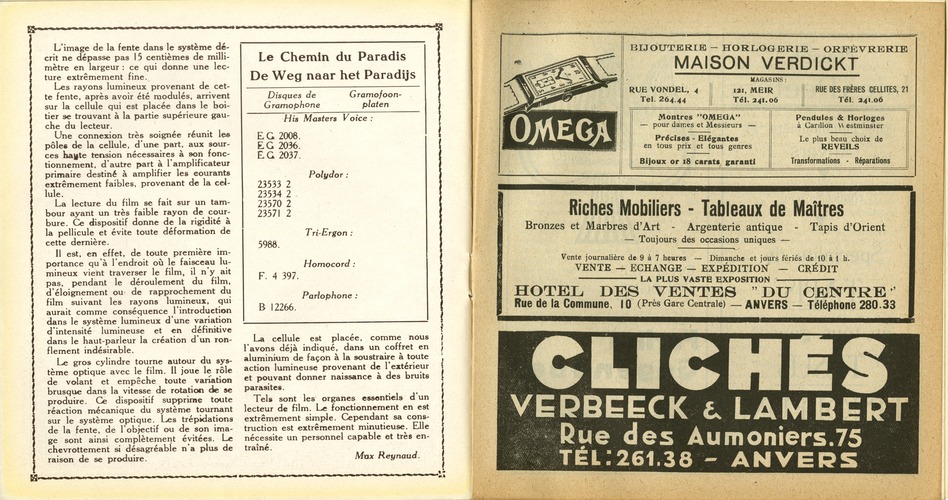 L'image de la fente dans le système dé-
crit ne dépasse pas 15 centièmes de milli-
mètre en largeur : ce qui donne une lec-
ture extrêmement fine.
Les rayons lumineux provenant de cet-
te fente, après avoir été modulés, arrivent
sur la cellule qui est placée dans le boi-
tier se trouvant à la partie supérieure gau-
che du lecteur.
Une connexion très soignée réunit les
pôles de la cellule, d'une part, aux sour-
ces haute tension nécessaires à son fonc-
tionnement, d'autre part à l'amplificateur
primaire destiné à amplifier les courants
extrêmement faibles, provenant de la cel-
lule.
La lecture du film se fait sur un tam-
bour ayant un très faible rayon de cour-
bure. Ce dispositif donne de la rigidité à
la pellicule et évite toute déformation de
cette dernière.
Il est, en effet, de toute première im-
portance qu'à l'endroit où le faisceau lu-
mineux vient traverser le film, il n'y ait
pas, pendant le déroulement du film,
d'éloignement ou de rapprochement du
film suivant les rayons lumineux, qui
aurait comme conséquence l'introduction
dans le système lumineux d'une variation
d'intensité lumineuse et en définitive
dans le haut-parleur la création d'un ron-
flement indésirable.
Le gros cylindre tourne autour du sys-
tème optique avec le film. Il joue le rôle
de volant et empêche toute variation
brusque dans la vitesse de rotation de se
produire. Ce dispositif supprime toute
réaction mécanique du système tournant
sur le système optique. Les trépidations
de la fente, de l'objectif ou de son ima-
ge sont ainsi complètement évitées. Le
chevrottement si désagréable n'a plus de
raison de se produire.
Le Chemin du Paradis
De Weg naar het Paradijs
Disques de Gramofoon-
Gramophone platen
His Masters Voice :
E.G. 2008.
E.G. 2036.
E.G. 2037.
Polydor :
23533 2
23534 2
23570 2
23571 2
Tri-Ergon :
5988.
Homocord :
F. 4 397.
Parlophone :
B 12266.
La cellule est placée, comme nous
l'avons déjà indiqué, dans un coffret en
aluminium de façon à la soustraire à toute
action lumineuse provenant de l'extérieur
et pouvant donner naissance à des bruits
parasites.
Tels sont les organes essentiels d'un
lecteur de film. Le fonctionnement en est
extrêmement simple. Cependant sa cons-
truction est extrêmement minutieuse. Elle
nécessite un personnel capable et très en-
traîné.
Max Reynaud.
OMEGA
BIJOUTERIE — HORLOGERIE — ORFÈVRERIE
MAISON VERDICKT
MAGASINS :
RUE VONDEL, 4 121, MEIR RUE DES FRÈRES CELLITES, 21
Tel. 264.44 Tél. 241.06 Tél. 241.06
Montres "OMEGA"
— pour dames et Messieurs —
Précises - Elégantes
en tous prix et tous genres
Bijoux or 18 carats garanti
Pendules & Horloges
à Carillon Westminster
Le plus beau choix de
REVEILS
Transformations - Réparations
Riches Mobiliers - Tableaux de Maîtres
Bronzes et Marbres d'Art - Argenterie antique - Tapis d'Orient
— Toujours des occasions uniques —
Vente journalière de 9 à 7 heures — Dimanche et jours fériés de 10 à 1 h.
VENTE — ECHANGE — EXPÉDITION — CRÉDIT
LA PLUS VASTE EXPOSITION
HOTEL DES VENTES "DU CENTRE"
Rue de la Commune, 10 (Près Gare Centrale) — ANVERS — Téléphone 280.33
CLICHÉS
VERBEECK & LAMBERT
Rue des Aumoniers.75
TÉL:261.38 - ANVERS